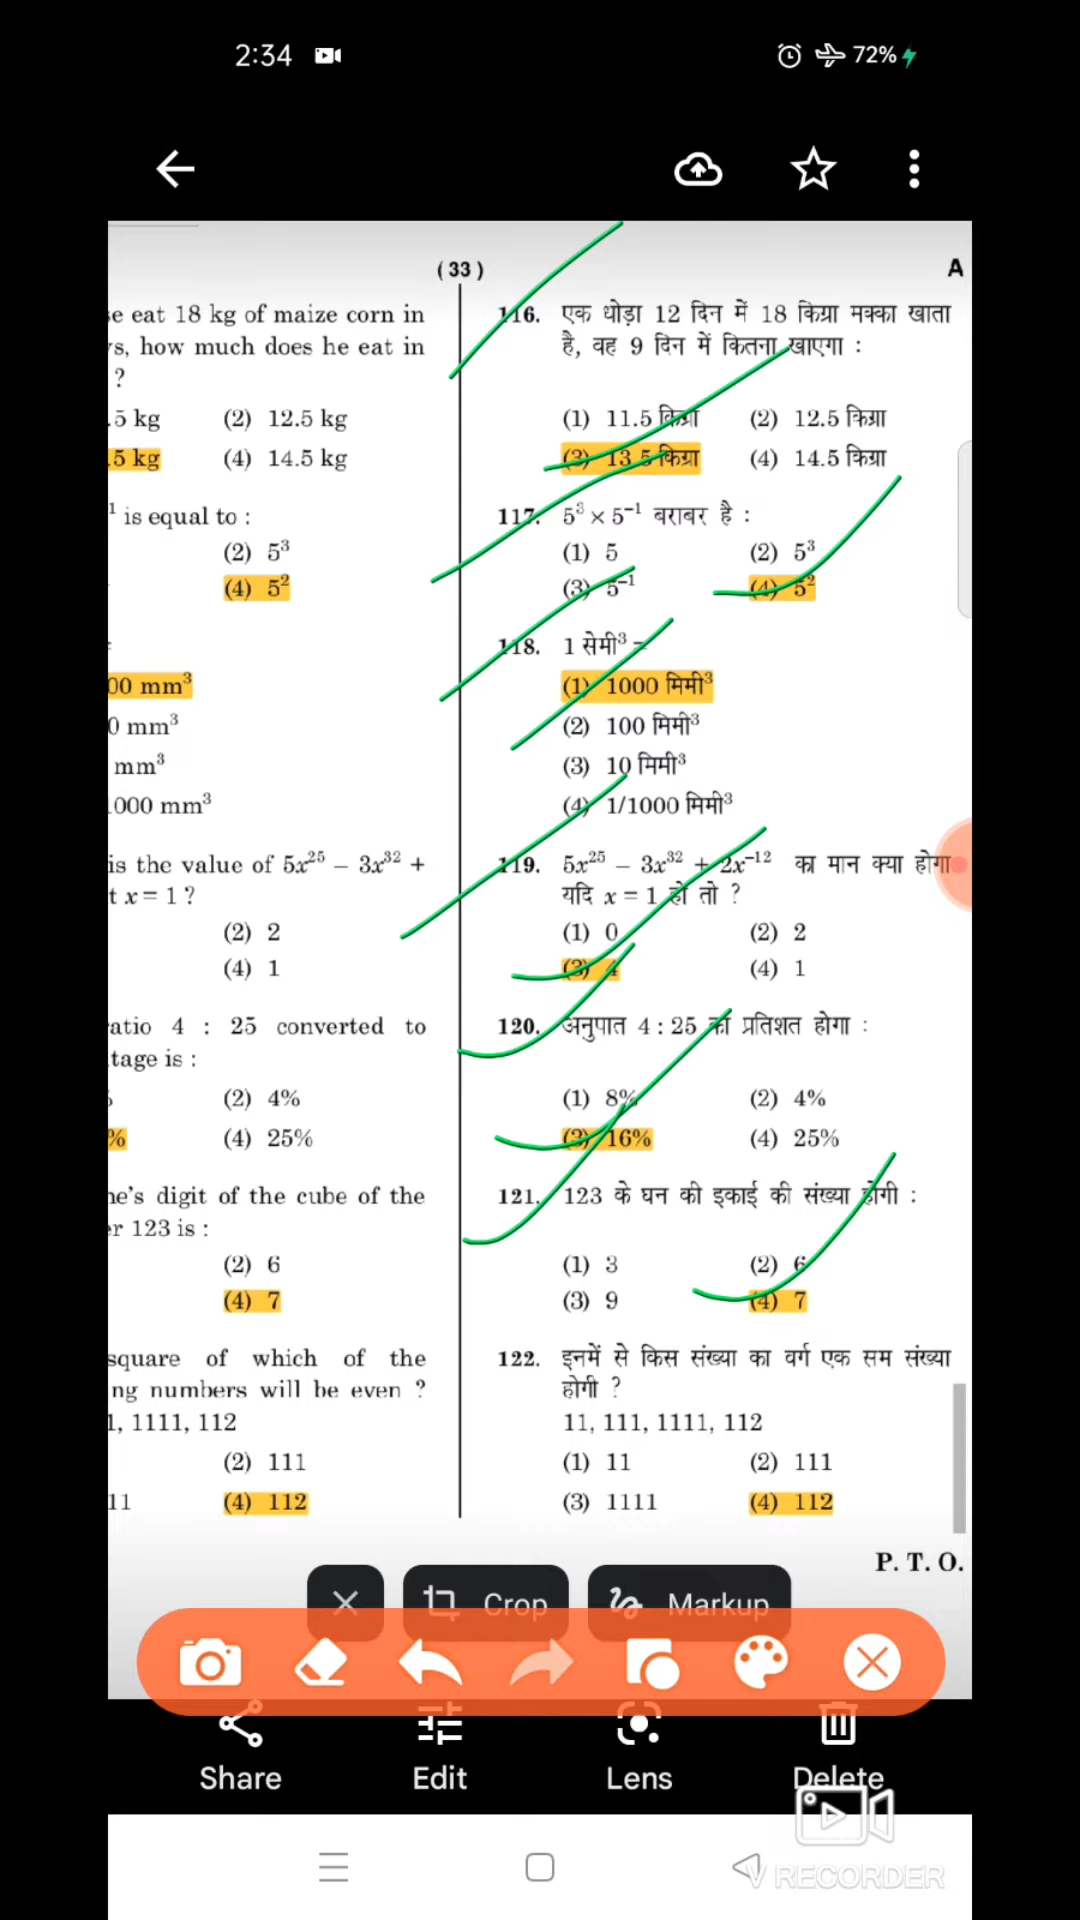 2:34
72%
(33)
A
se eat 18 kg of maize corn in
s, how much does he eat in
?
.5 kg (2) 12.5 kg
.5 kg (4) 14.5 kg
¹ is equal to :
(2) 5³
(4) 5²
00 mm³
0 mm³
mm³
000 mm³
is the value of 5x²⁵ – 3x³² +
t x = 1 ?
(2) 2
(4) 1
ratio 4 : 25 converted to
tage is :
(2) 4%
% (4) 25%
ne's digit of the cube of the
er 123 is :
(2) 6
(4) 7
square of which of the
ng numbers will be even ?
1, 1111, 112
(2) 111
11 (4) 112
116. एक घोड़ा 12 दिन में 18 किग्रा मक्का खाता
है, वह 9 दिन में कितना खाएगा :
(1) 11.5 किग्रा (2) 12.5 किग्रा
(3) 13.5 किग्रा (4) 14.5 किग्रा
117. 5³ × 5⁻¹ बराबर है :
(1) 5 (2) 5³
(3) 5⁻¹ (4) 5²
118. 1 सेमी³ =
(1) 1000 मिमी³
(2) 100 मिमी³
(3) 10 मिमी³
(4) 1/1000 मिमी³
119. 5x²⁵ – 3x³² + 2x⁻¹² का मान क्या होगा
यदि x = 1 हो तो ?
(1) 0 (2) 2
(3) 4 (4) 1
120. अनुपात 4 : 25 का प्रतिशत होगा :
(1) 8% (2) 4%
(3) 16% (4) 25%
121. 123 के घन की इकाई की संख्या होगी :
(1) 3 (2) 6
(3) 9 (4) 7
122. इनमें से किस संख्या का वर्ग एक सम संख्या
होगी ?
11, 111, 1111, 112
(1) 11 (2) 111
(3) 1111 (4) 112
P. T. O.
Crop Markup
Share Edit Lens Delete
V RECORDER